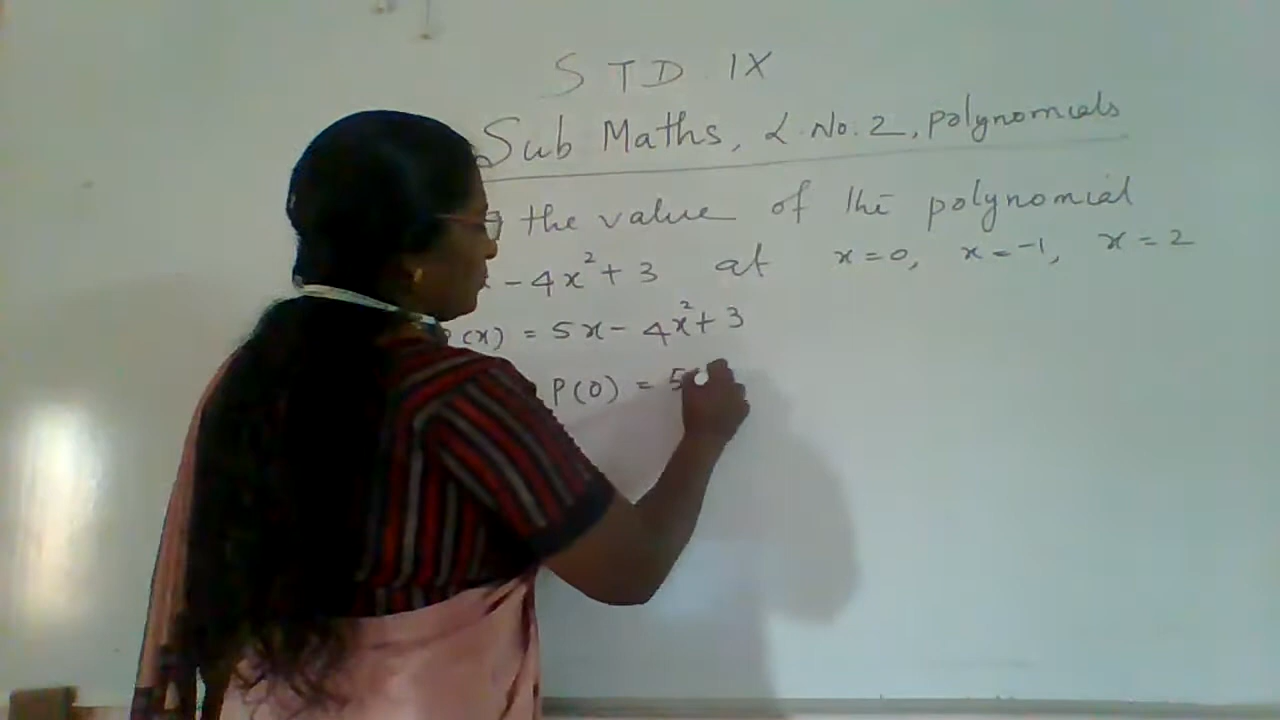 STD IX
Sub Maths, L.No.2, polynomials
the value of the polynomial
- 4x² + 3 at x=0, x=-1, x=2
P(x) = 5x - 4x² + 3
P(0) = 5